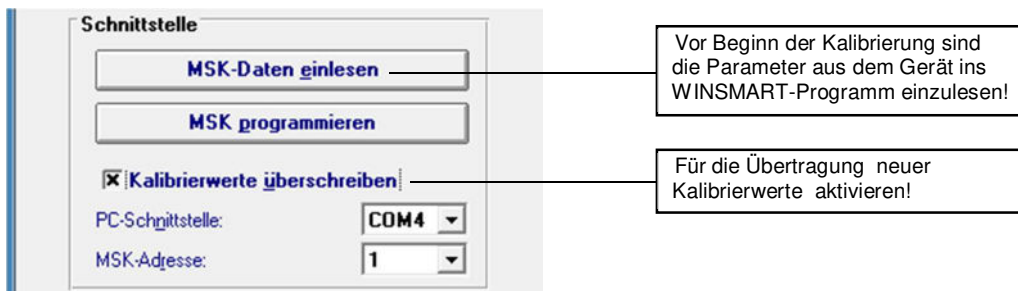 Schnittstelle
MSK-Daten einlesen
MSK programmieren
Kalibrierwerte überschreiben
PC-Schnittstelle: COM4
MSK-Adresse: 1
Vor Beginn der Kalibrierung sind
die Parameter aus dem Gerät ins
WINSMART-Programm einzulesen!
Für die Übertragung neuer
Kalibrierwerte aktivieren!